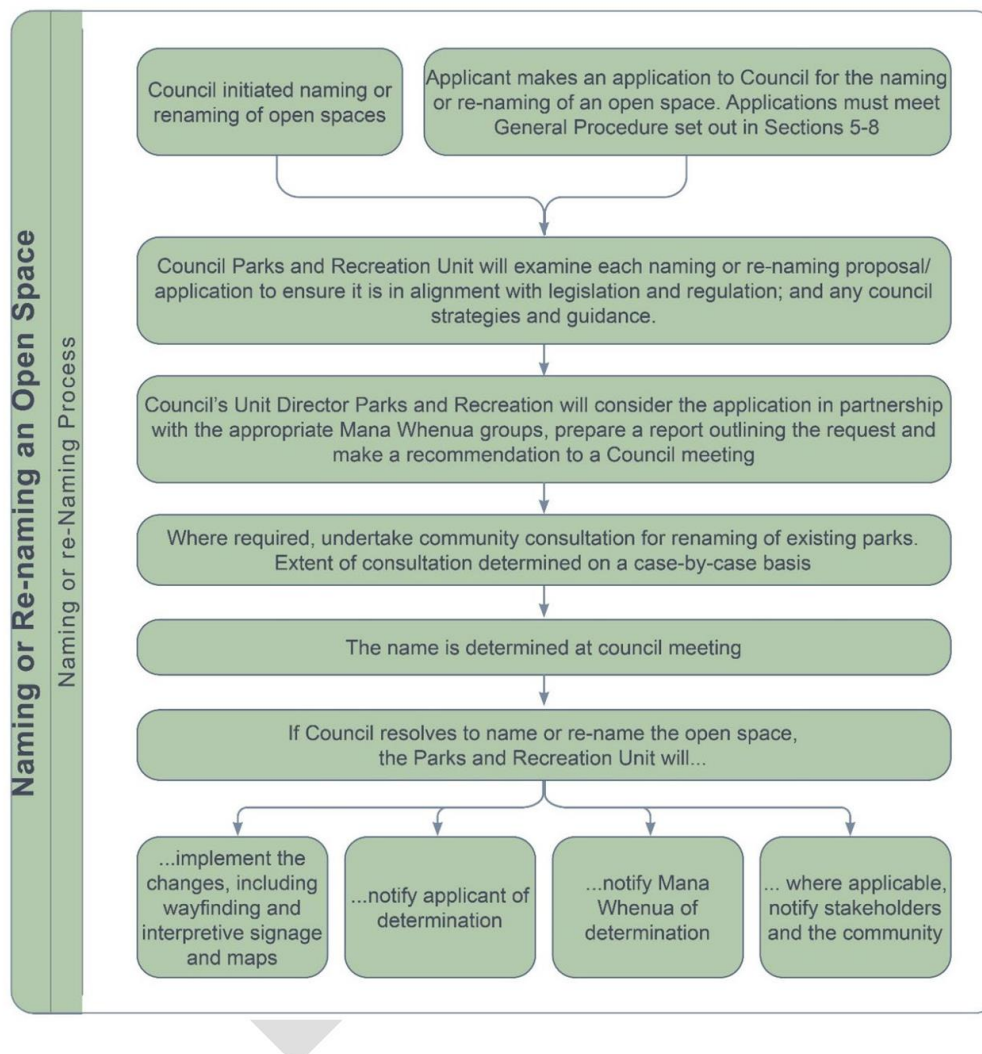 Naming or Re-naming an Open Space
Naming or re-Naming Process
Council initiated naming or
renaming of open spaces
Applicant makes an application to Council for the naming
or re-naming of an open space. Applications must meet
General Procedure set out in Sections 5-8
Council Parks and Recreation Unit will examine each naming or re-naming proposal/
application to ensure it is in alignment with legislation and regulation; and any council
strategies and guidance.
Council's Unit Director Parks and Recreation will consider the application in partnership
with the appropriate Mana Whenua groups, prepare a report outlining the request and
make a recommendation to a Council meeting
Where required, undertake community consultation for renaming of existing parks.
Extent of consultation determined on a case-by-case basis
The name is determined at council meeting
If Council resolves to name or re-name the open space,
the Parks and Recreation Unit will...
...implement the
changes, including
wayfinding and
interpretive signage
and maps
...notify applicant of
determination
...notify Mana
Whenua of
determination
... where applicable,
notify stakeholders
and the community